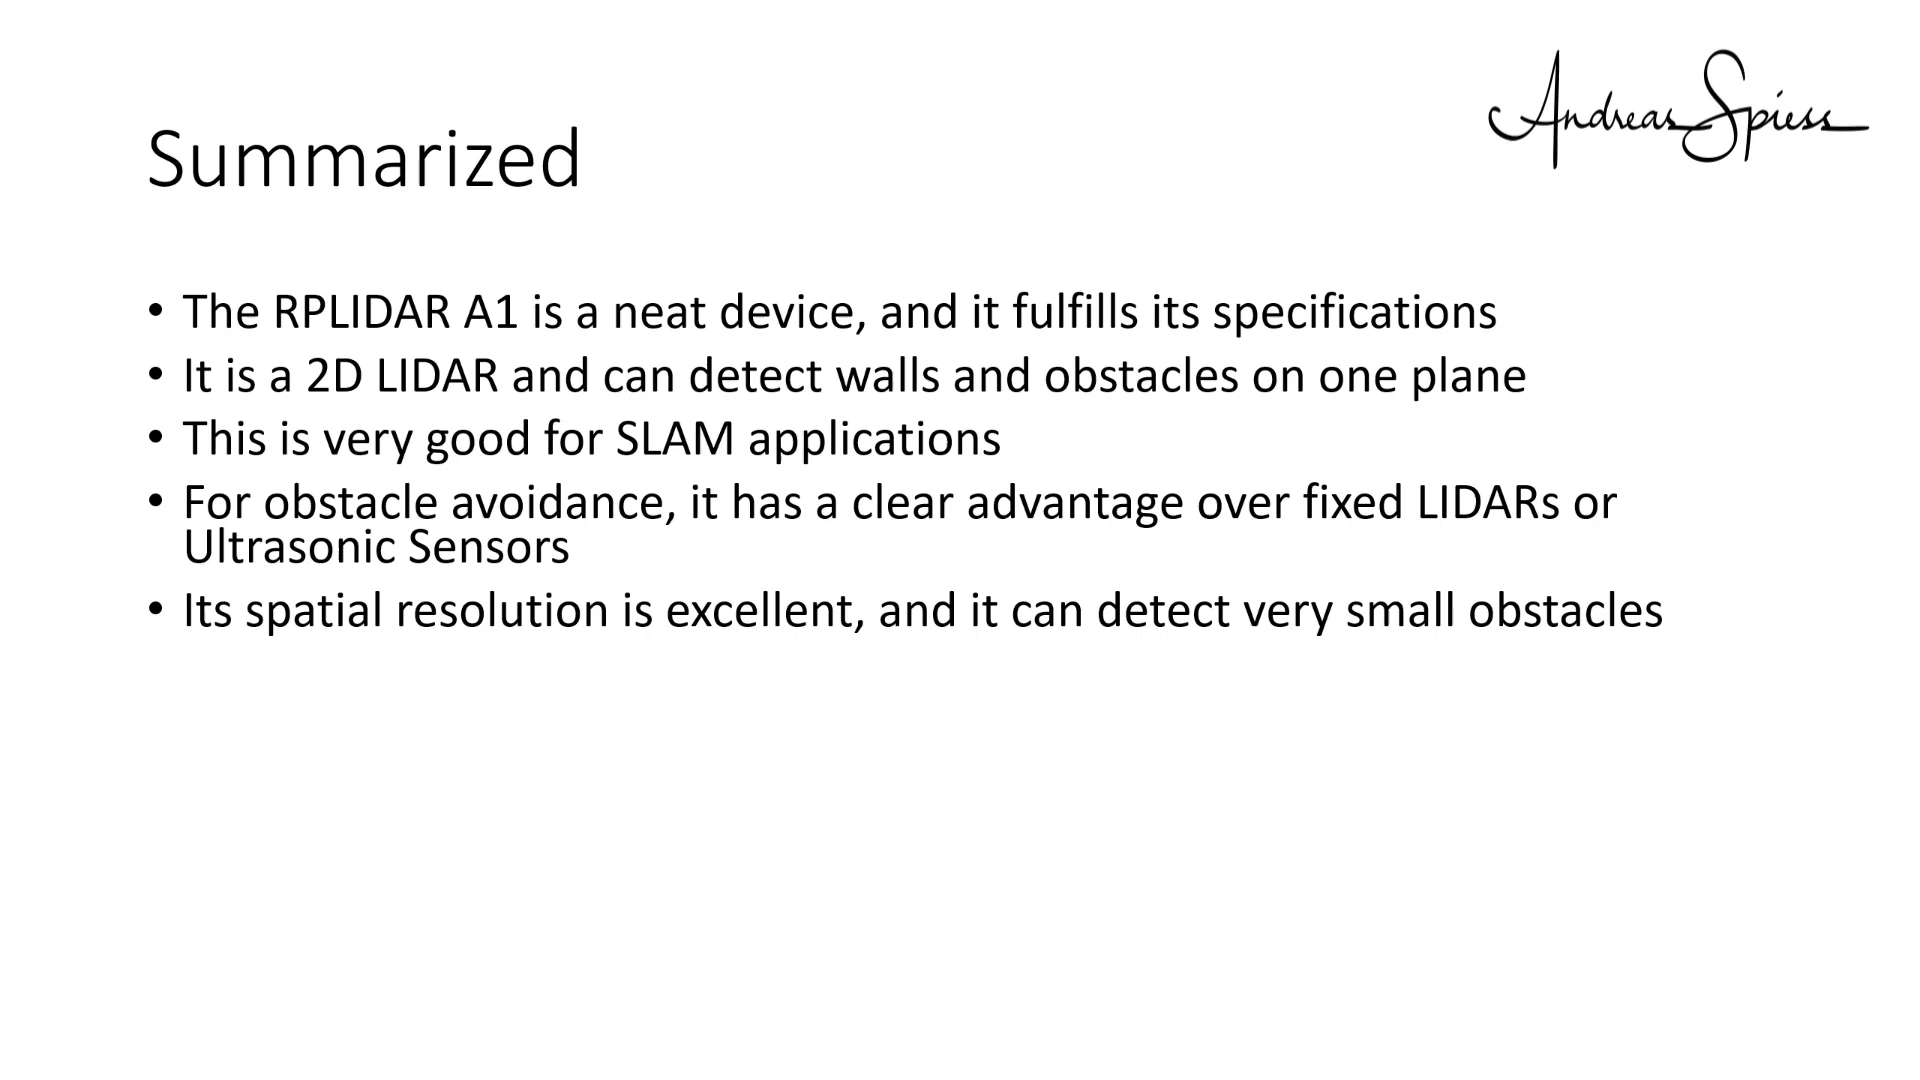 Andreas Spiess
Summarized
• The RPLIDAR A1 is a neat device, and it fulfills its specifications
• It is a 2D LIDAR and can detect walls and obstacles on one plane
• This is very good for SLAM applications
• For obstacle avoidance, it has a clear advantage over fixed LIDARs or
Ultrasonic Sensors
• Its spatial resolution is excellent, and it can detect very small obstacles